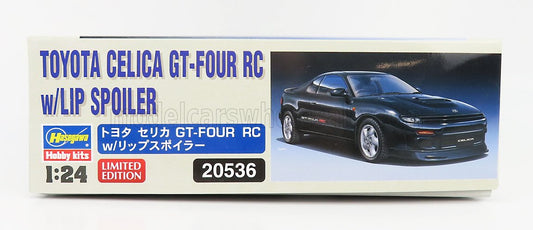 TOYOTA CELICA GT-FOUR RC
w/LIP SPOILER
Hasegawa
Hobby kits
トヨタ セリカ GT-FOUR RC
w/リップスポイラー
1:24
LIMITED
EDITION
20536
CELICA